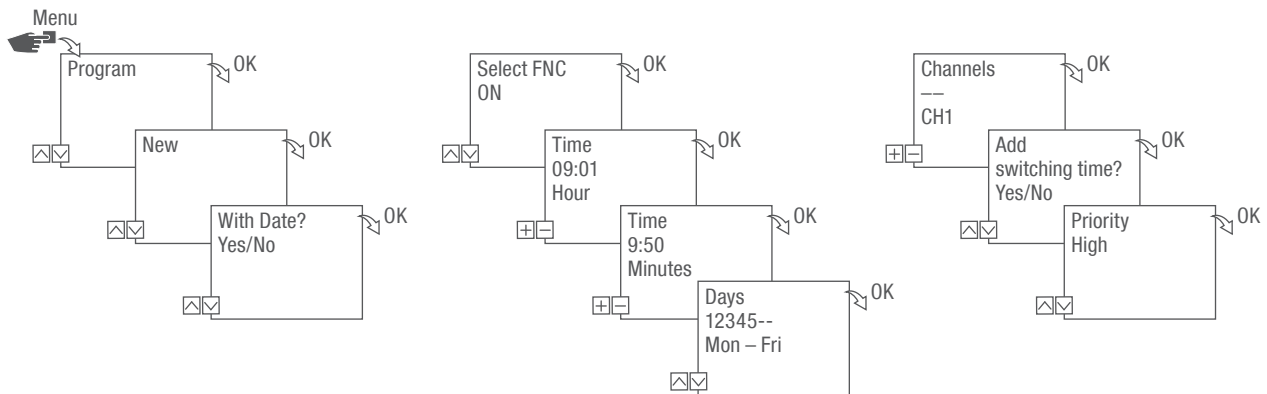 Menu
Program
OK
New
OK
With Date?
Yes/No
OK
Select FNC
ON
OK
Time
09:01
Hour
OK
Time
9:50
Minutes
OK
Days
12345--
Mon – Fri
OK
Channels
––
CH1
OK
Add
switching time?
Yes/No
OK
Priority
High
OK